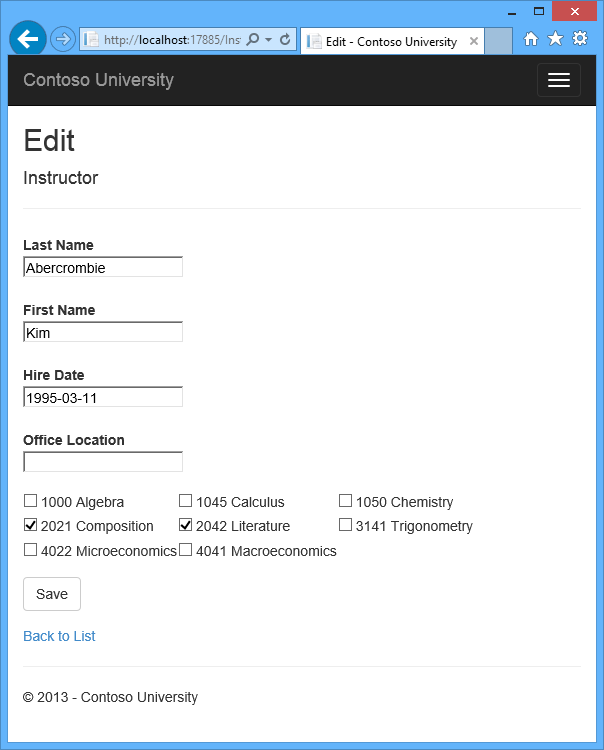 http://localhost:17885/Ins
Edit - Contoso University
Contoso University
Edit
Instructor
Last Name
Abercrombie
First Name
Kim
Hire Date
1995-03-11
Office Location
1000 Algebra 1045 Calculus 1050 Chemistry
2021 Composition 2042 Literature 3141 Trigonometry
4022 Microeconomics 4041 Macroeconomics
Save
Back to List
© 2013 - Contoso University